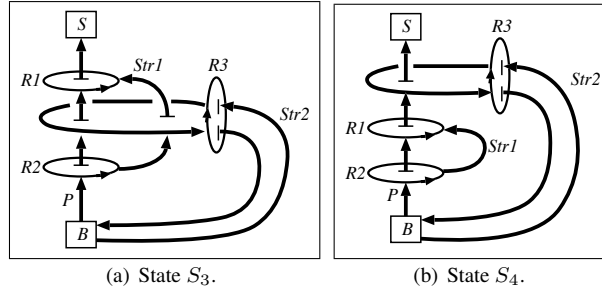 S
R1
Str1
R3
Str2
R2
P
B
(a) State S₃.
S
R3
Str2
R1
Str1
R2
P
B
(b) State S₄.